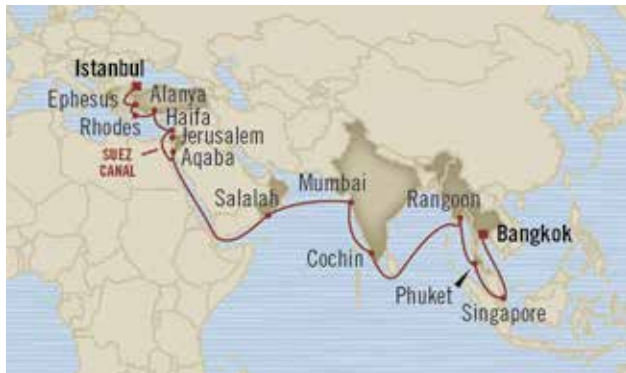 Istanbul
Ephesus
Alanya
Rhodes
Haifa
Jerusalem
SUEZ
CANAL
Aqaba
Salalah
Mumbai
Cochin
Rangoon
Bangkok
Phuket
Singapore